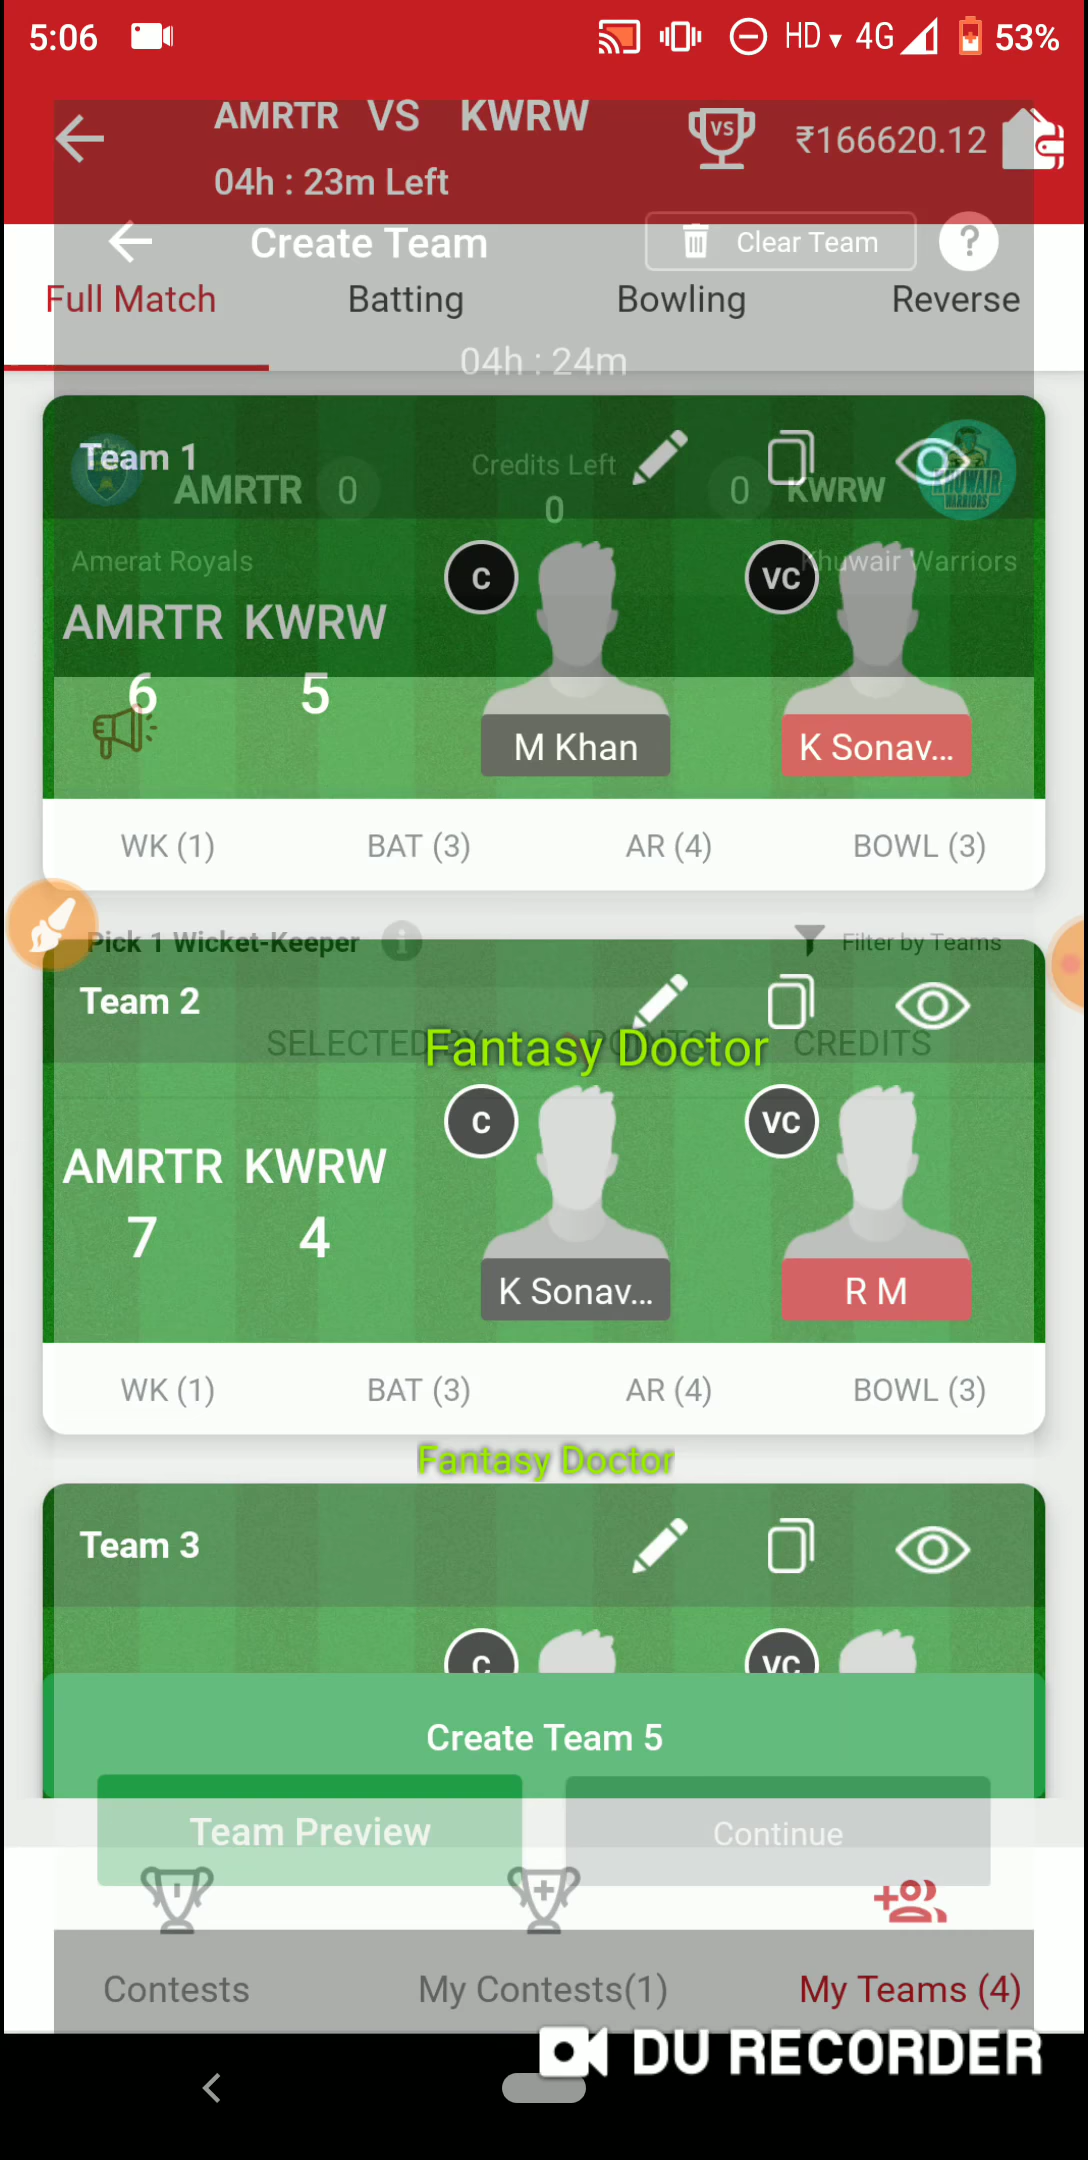 5:06 HD 4G 53%
AMRTR VS KWRW
VS
₹166620.12
04h : 23m Left
Create Team
Clear Team
?
Full Match Batting Bowling Reverse
04h : 24m
Team 1
Credits Left
AMRTR 0 0 0 KWRW
KHUWAIR
WARRIORS
Amerat Royals
Khuwair Warriors
C VC
AMRTR KWRW
6 5
M Khan K Sonav...
WK (1) BAT (3) AR (4) BOWL (3)
Pick 1 Wicket-Keeper i
Filter by Teams
Team 2
SELECTED BY POINTS CREDITS
Fantasy Doctor
C VC
AMRTR KWRW
7 4
K Sonav... R M
WK (1) BAT (3) AR (4) BOWL (3)
Fantasy Doctor
Team 3
C VC
Create Team 5
Team Preview Continue
Contests My Contests(1) My Teams (4)
DU RECORDER